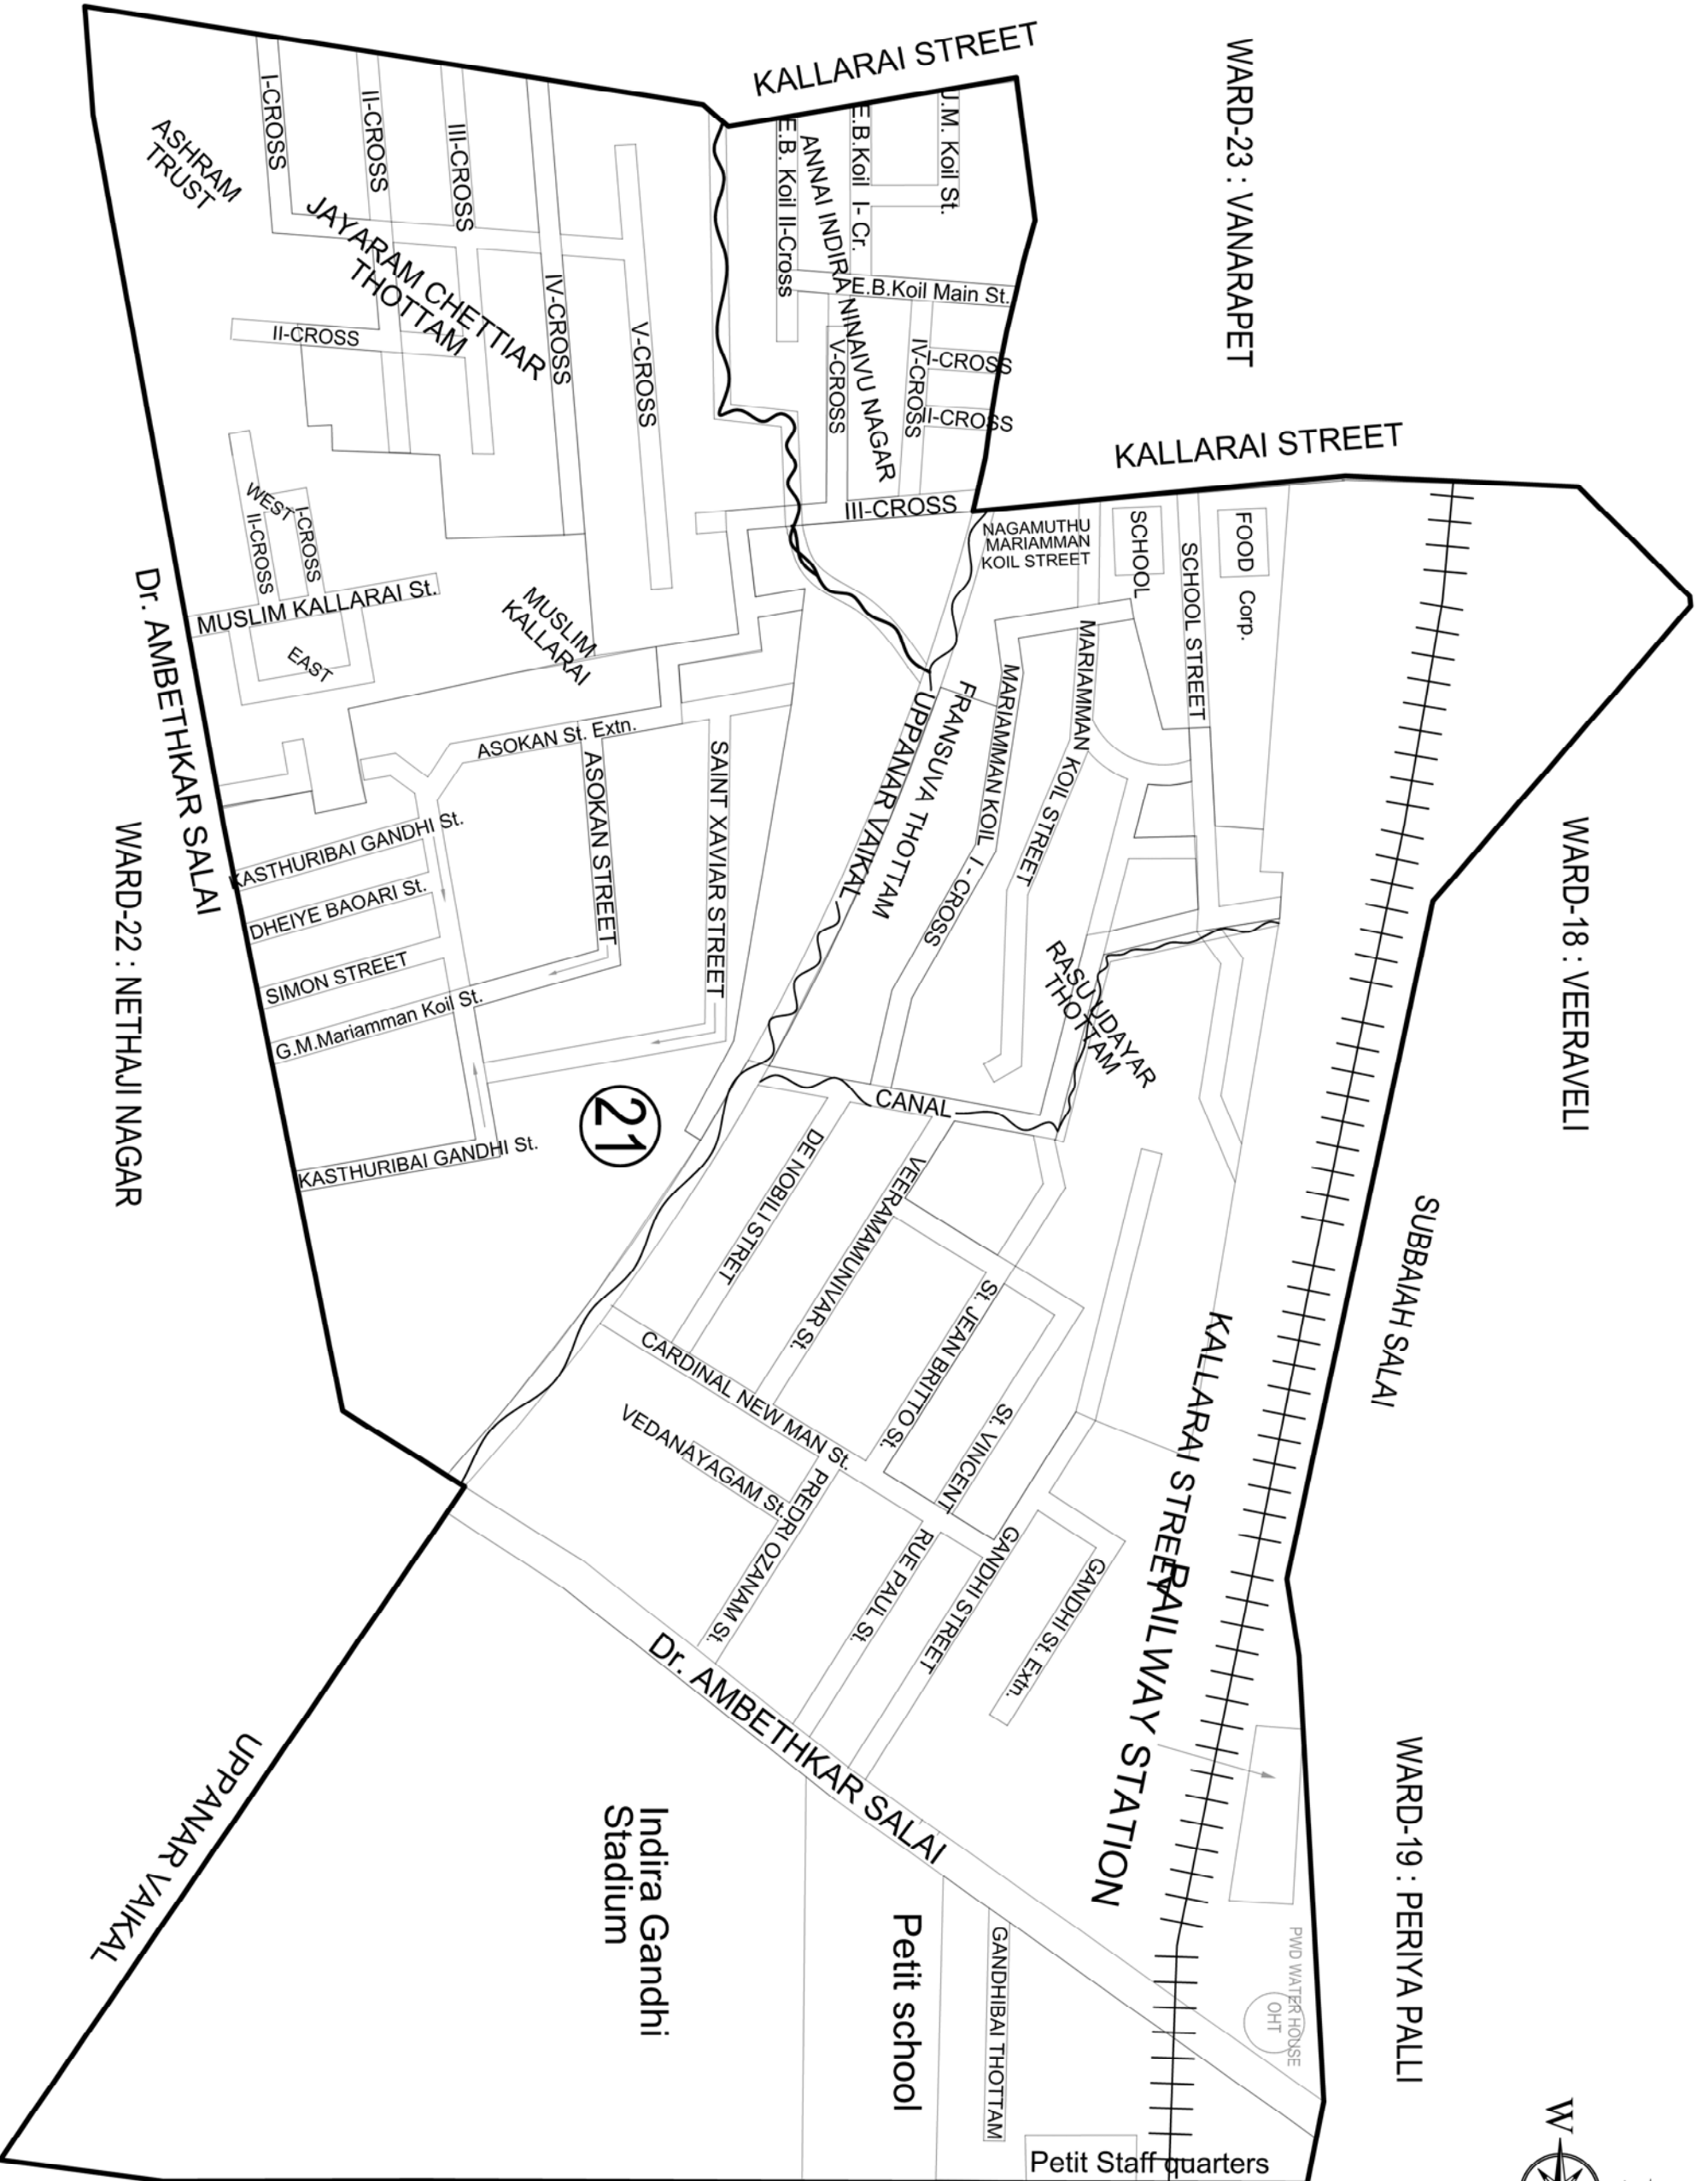 KALLARAI STREET
WARD-23 : VANARAPET
I-CROSS
II-CROSS
III-CROSS
ASHRAM
TRUST
JAYARAM CHETTIAR
THOTTAM
IV-CROSS
V-CROSS
II-CROSS
E.B. Koil II-Cross
ANNAI INDIRA NINAIVU NAGAR
E.B.Koil I- Cr.
J.M. Koil St.
E.B.Koil Main St.
V-CROSS
IV-CROSS
I-CROSS
II-CROSS
III-CROSS
KALLARAI STREET
WEST
II-CROSS
I-CROSS
MUSLIM KALLARAI St.
EAST
MUSLIM
KALLARAI
NAGAMUTHU
MARIAMMAN
KOIL STREET
SCHOOL
SCHOOL STREET
FOOD Corp.
Dr. AMBETHKAR SALAI
WARD-22 : NETHAJI NAGAR
ASOKAN St. Extn.
ASOKAN STREET
SAINT XAVIAR STREET
UPPANAR VAIKAL
FRANSUVA THOTTAM
MARIAMMAN KOIL I - CROSS
MARIAMMAN KOIL STREET
RASU UDAYAR
THOTTAM
WARD-18 : VEERAVELI
SUBBAIAH SALAI
KASTHURIBAI GANDHI St.
DHEIYE BAOARI St.
SIMON STREET
G.M.Mariamman Koil St.
KASTHURIBAI GANDHI St.
21
CANAL
DE NOBILI STRET
VEERAMAMUNIVAR St.
St. JEAN BRITTO St.
St. VINCENT
CARDINAL NEW MAN St.
VEDANAYAGAM St.
PREDRI OZANAM St.
RUE PAUL St.
GANDHI STREET
GANDHI St. Extn.
KALLARAI STREET
RAILWAY STATION
Dr. AMBETHKAR SALAI
WARD-19 : PERIYA PALLI
UPPANAR VAIKAL
Indira Gandhi
Stadium
Petit school
GANDHIBAI THOTTAM
PWD WATER HOUSE
OHT
Petit Staff quarters
W